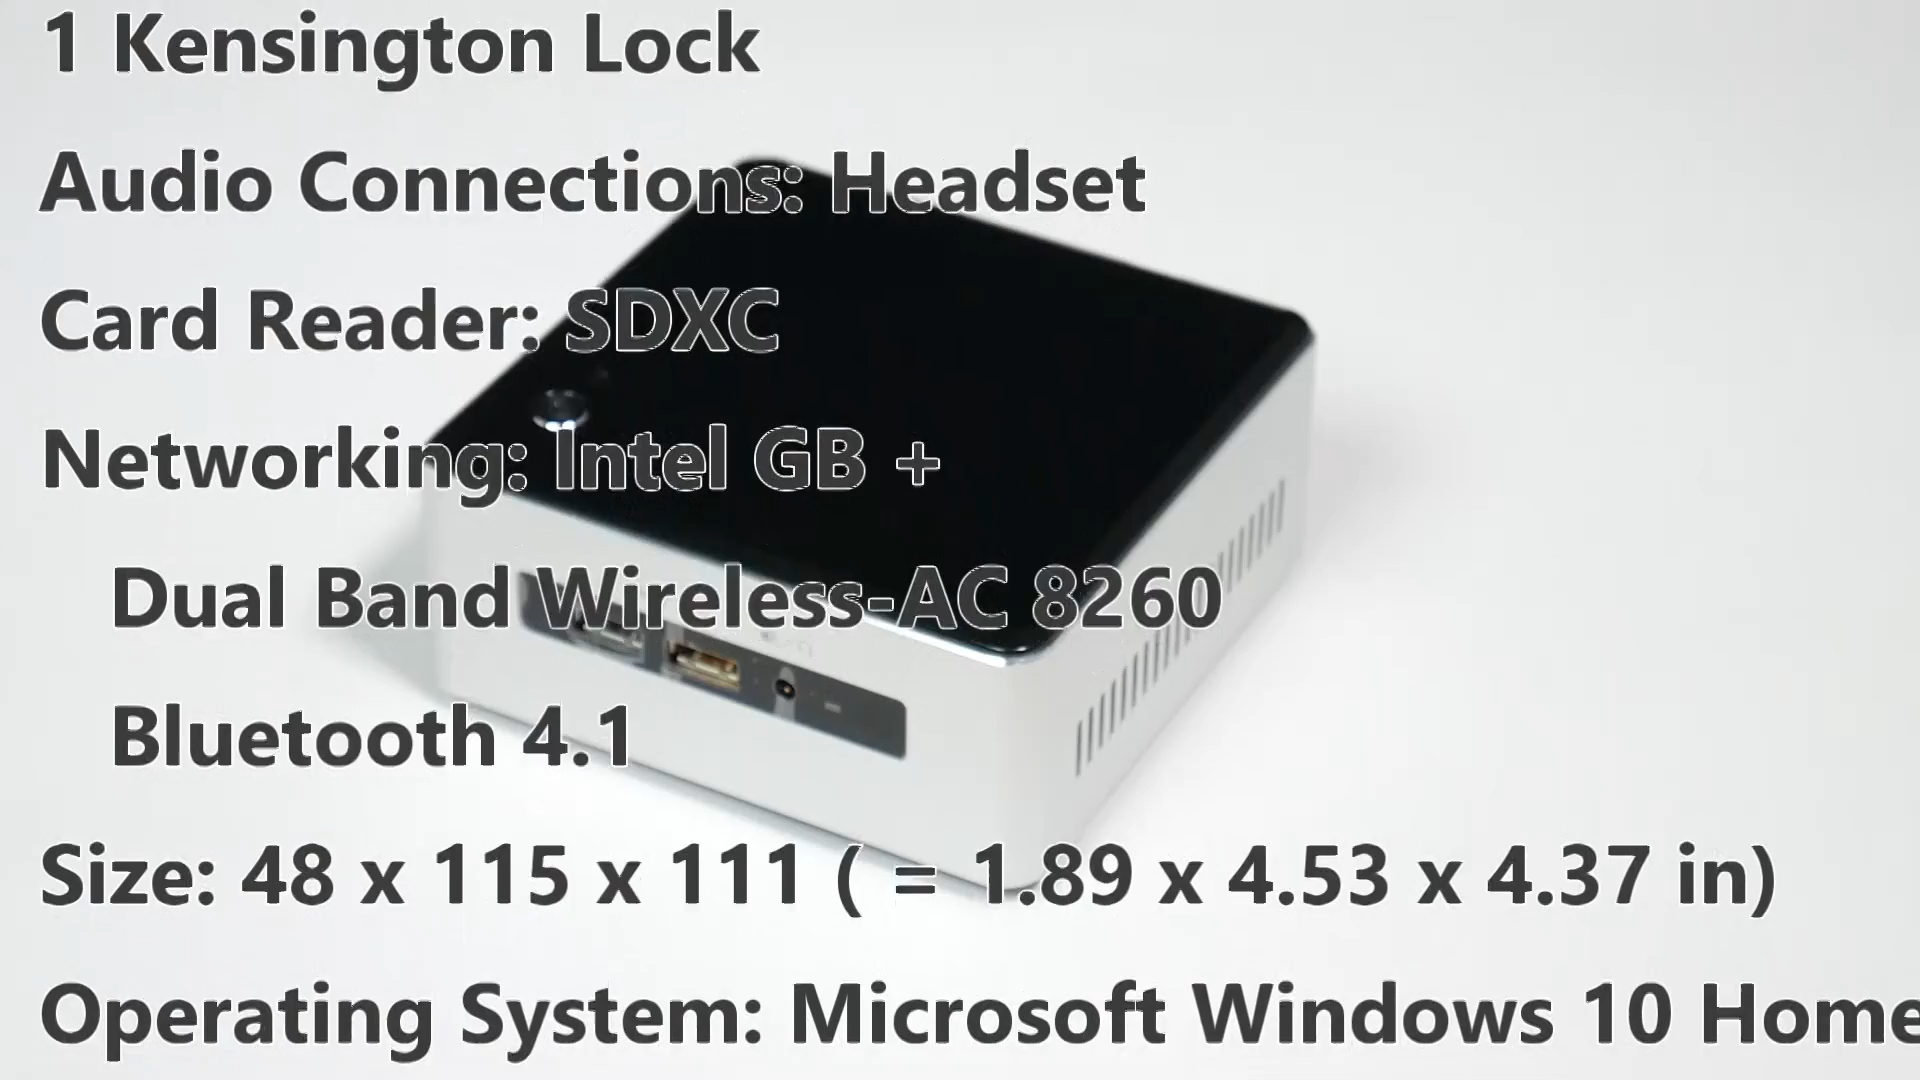 1 Kensington Lock
Audio Connections: Headset
Card Reader: SDXC
Networking: Intel GB +
Dual Band Wireless-AC 8260
Bluetooth 4.1
Size: 48 x 115 x 111 ( = 1.89 x 4.53 x 4.37 in)
Operating System: Microsoft Windows 10 Home